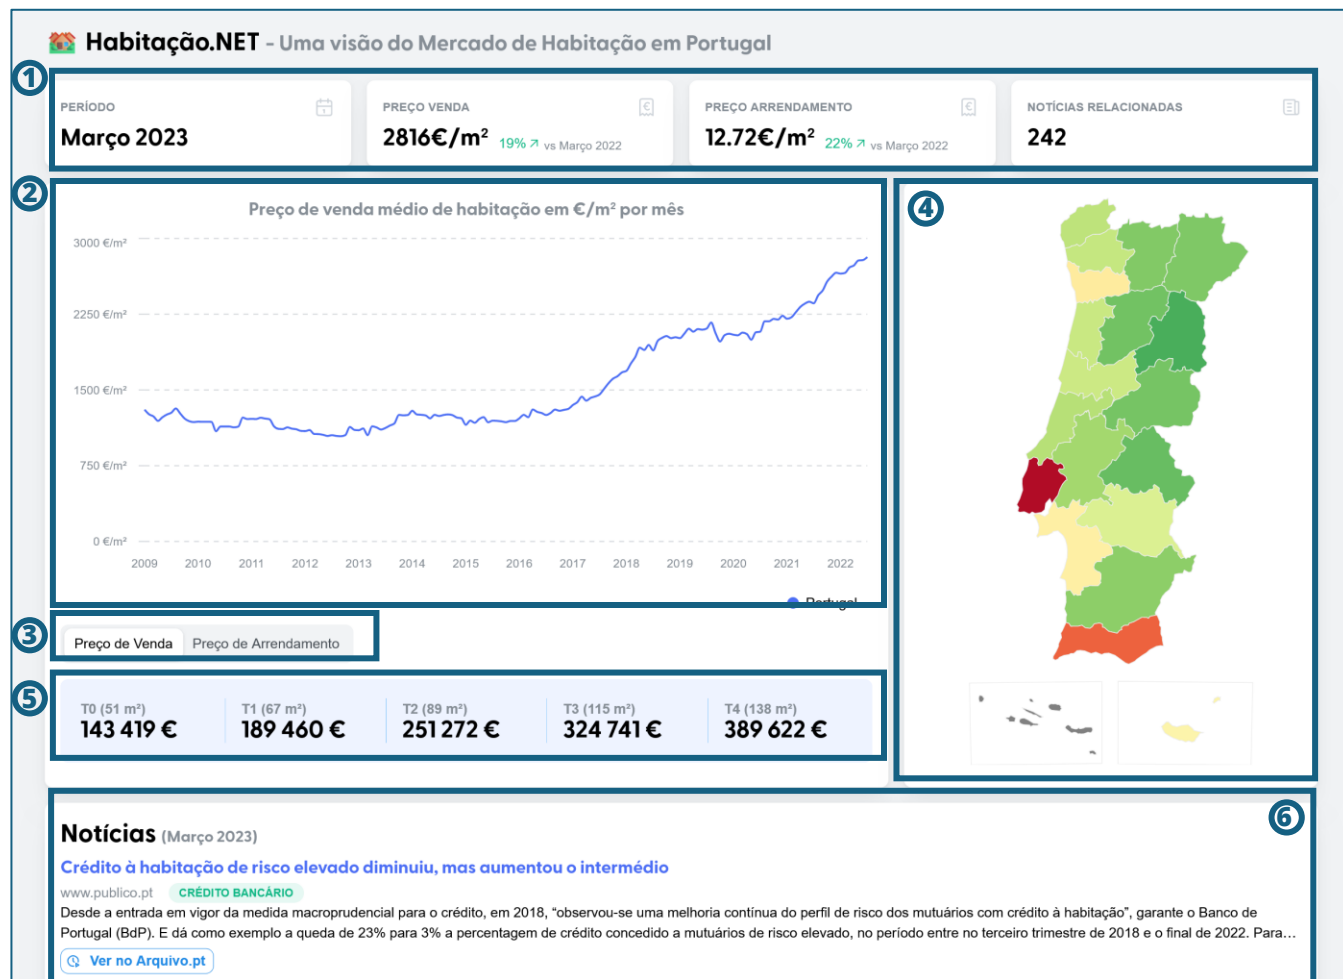 Habitação.NET - Uma visão do Mercado de Habitação em Portugal
1
PERÍODO
Março 2023
PREÇO VENDA
2816€/m² 19% ↗ vs Março 2022
PREÇO ARRENDAMENTO
12.72€/m² 22% ↗ vs Março 2022
NOTÍCIAS RELACIONADAS
242
2
Preço de venda médio de habitação em €/m² por mês
3000 €/m²
2250 €/m²
1500 €/m²
750 €/m²
0 €/m²
2009 2010 2011 2012 2013 2014 2015 2016 2017 2018 2019 2020 2021 2022
Portugal
4
3
Preço de Venda Preço de Arrendamento
5
T0 (51 m²)
143 419 €
T1 (67 m²)
189 460 €
T2 (89 m²)
251 272 €
T3 (115 m²)
324 741 €
T4 (138 m²)
389 622 €
6
Notícias (Março 2023)
Crédito à habitação de risco elevado diminuiu, mas aumentou o intermédio
www.publico.pt CRÉDITO BANCÁRIO
Desde a entrada em vigor da medida macroprudencial para o crédito, em 2018, “observou-se uma melhoria contínua do perfil de risco dos mutuários com crédito à habitação”, garante o Banco de
Portugal (BdP). E dá como exemplo a queda de 23% para 3% a percentagem de crédito concedido a mutuários de risco elevado, no período entre no terceiro trimestre de 2018 e o final de 2022. Para...
Ver no Arquivo.pt